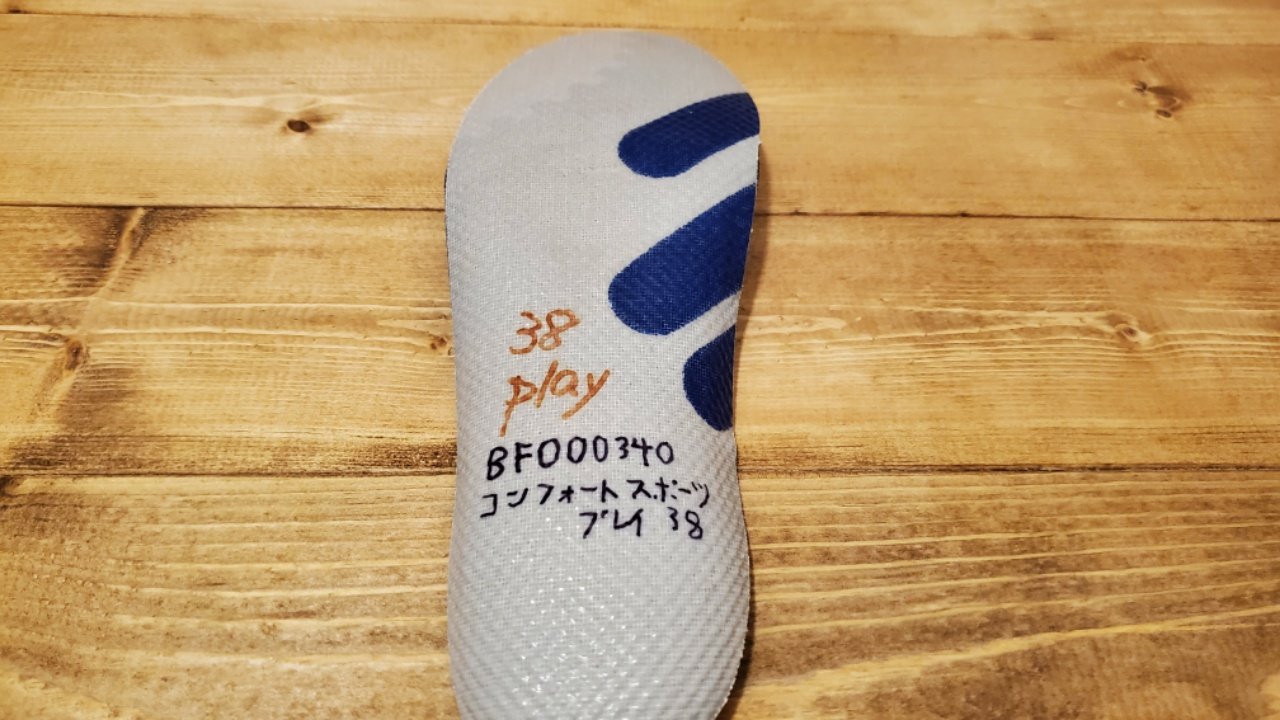 38
play
BF000340
コンフォートスポーツ
プレイ 38